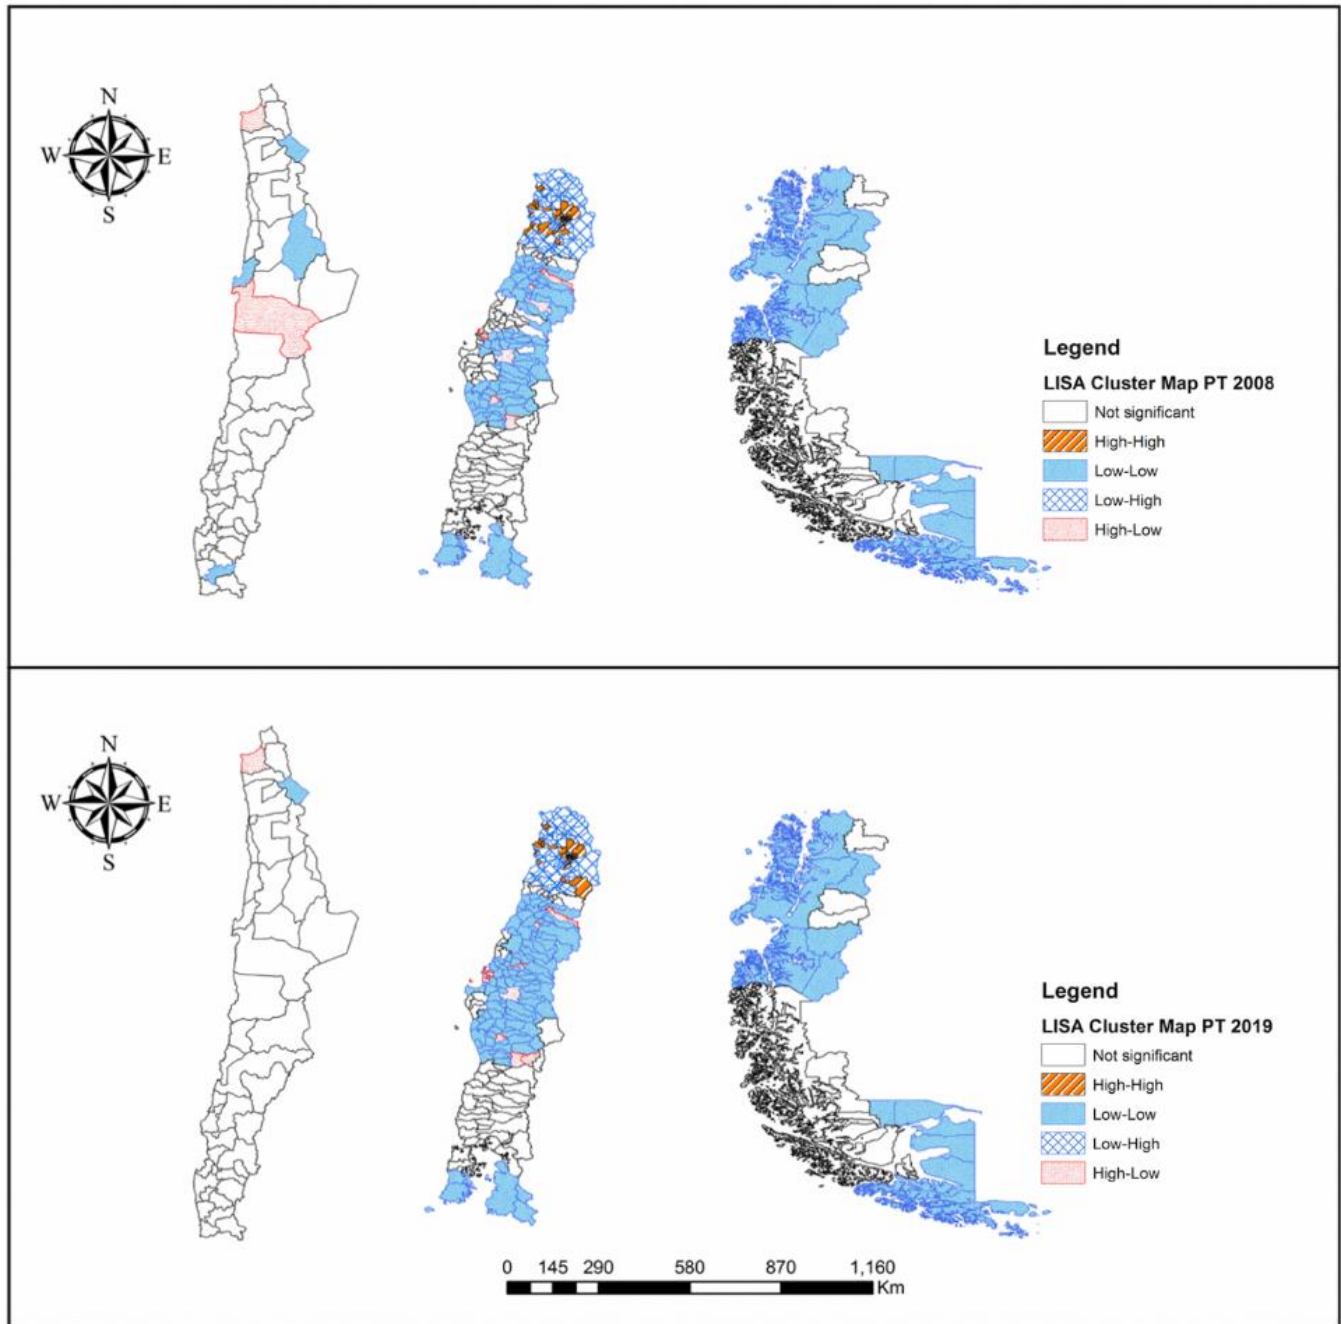 N
W E
S
Legend
LISA Cluster Map PT 2008
Not significant
High-High
Low-Low
Low-High
High-Low
N
W E
S
Legend
LISA Cluster Map PT 2019
Not significant
High-High
Low-Low
Low-High
High-Low
0 145 290 580 870 1,160
Km